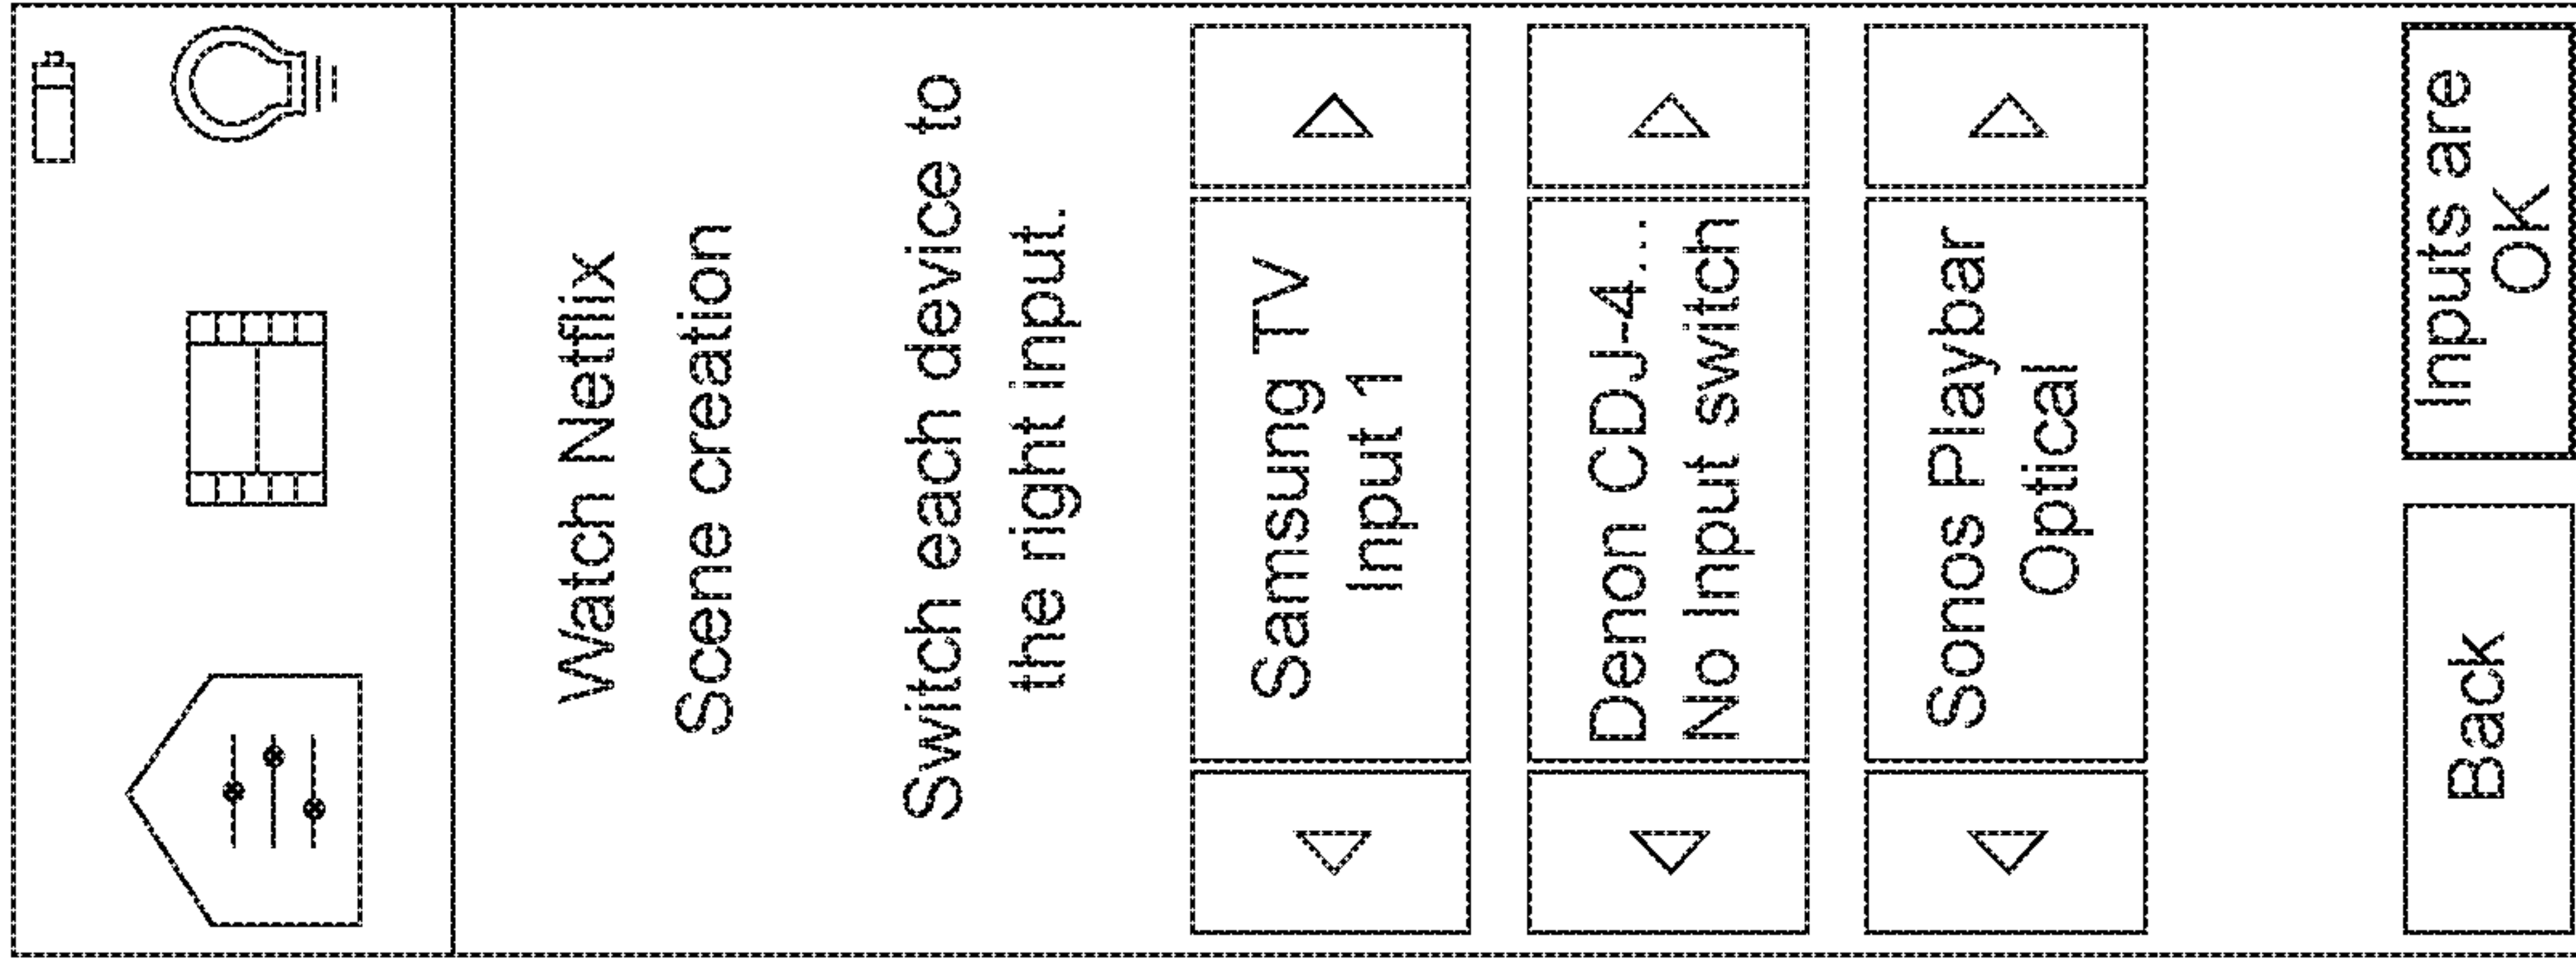 Watch Netflix
Scene creation
Switch each device to
the right input.
Samsung TV
Input 1
Denon CDJ-4...
No Input switch
Sonos Playbar
Optical
Back
Inputs are
OK